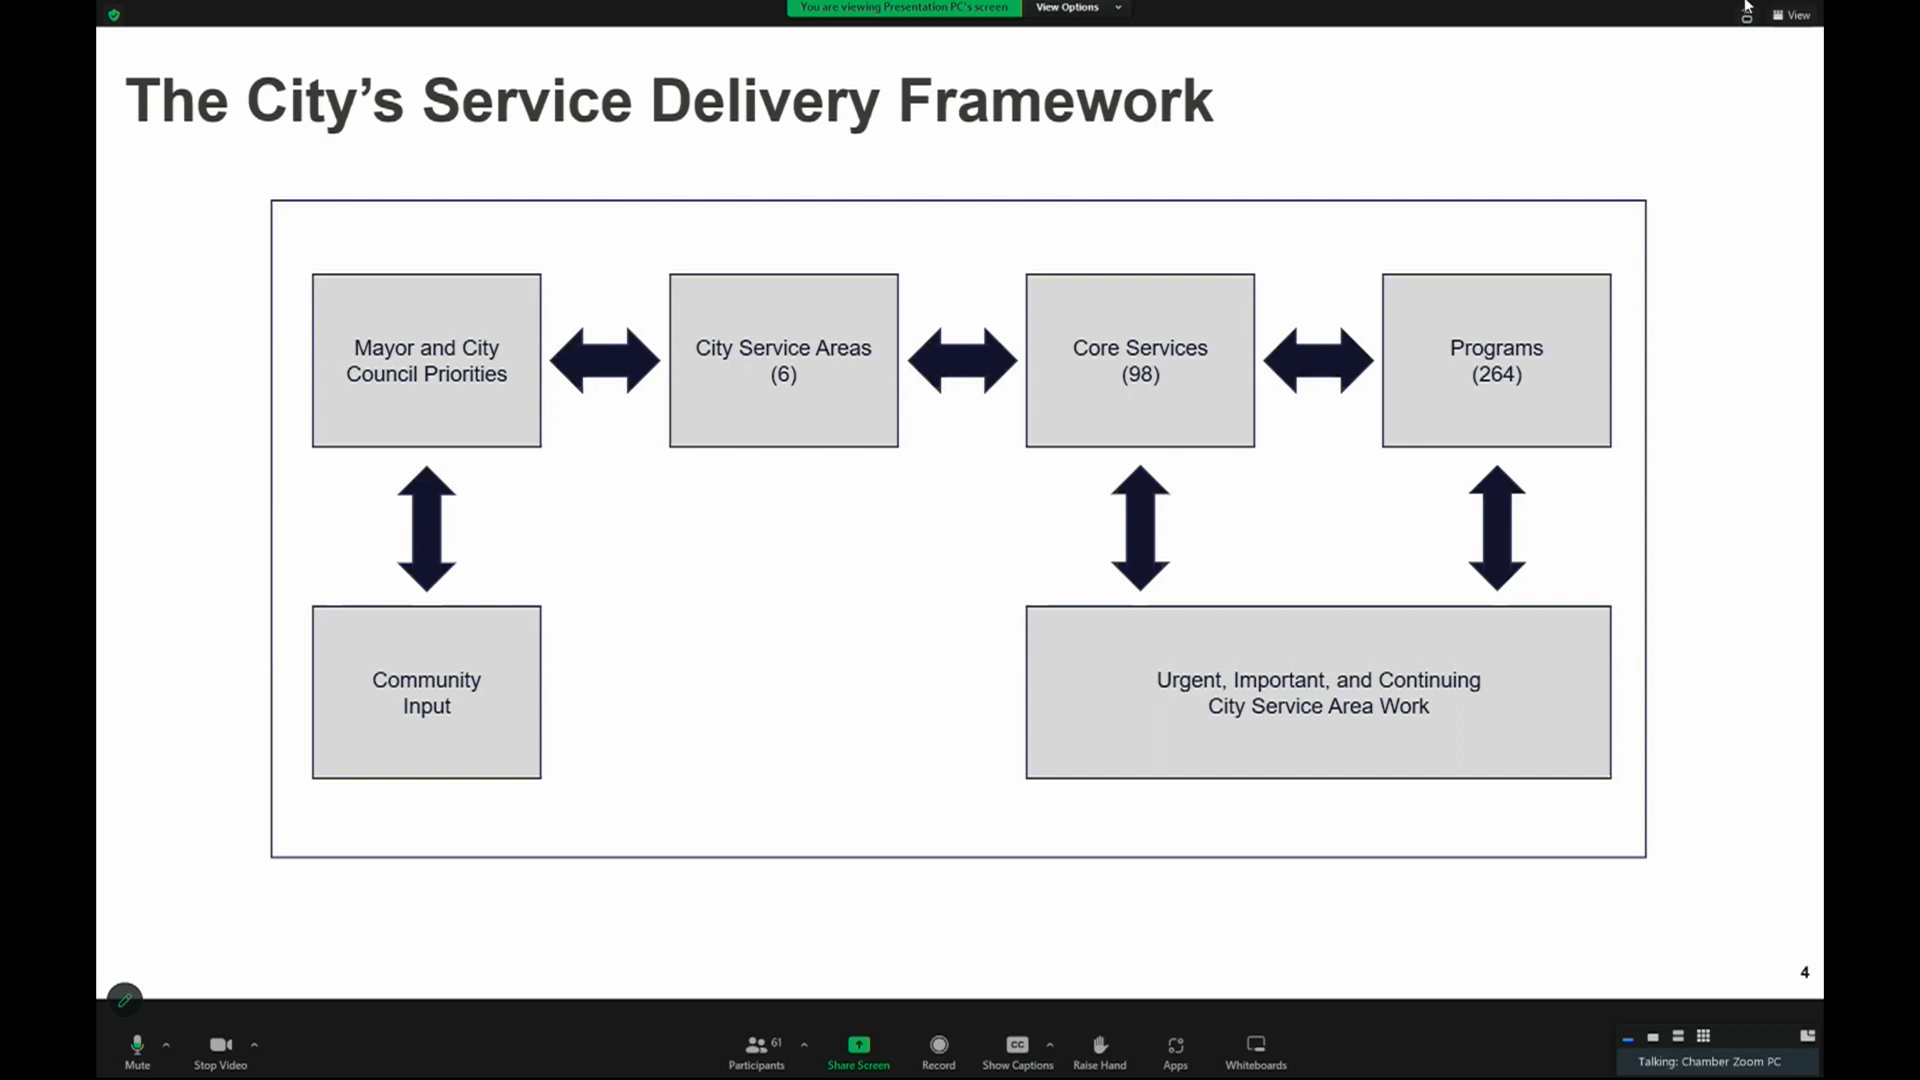 You are viewing Presentation PC's screen
View Options
View
The City’s Service Delivery Framework
Mayor and City
Council Priorities
City Service Areas
(6)
Core Services
(98)
Programs
(264)
Community
Input
Urgent, Important, and Continuing
City Service Area Work
4
Mute
Stop Video
61
Participants
Share Screen
Record
CC
Show Captions
Raise Hand
Apps
Whiteboards
Talking: Chamber Zoom PC